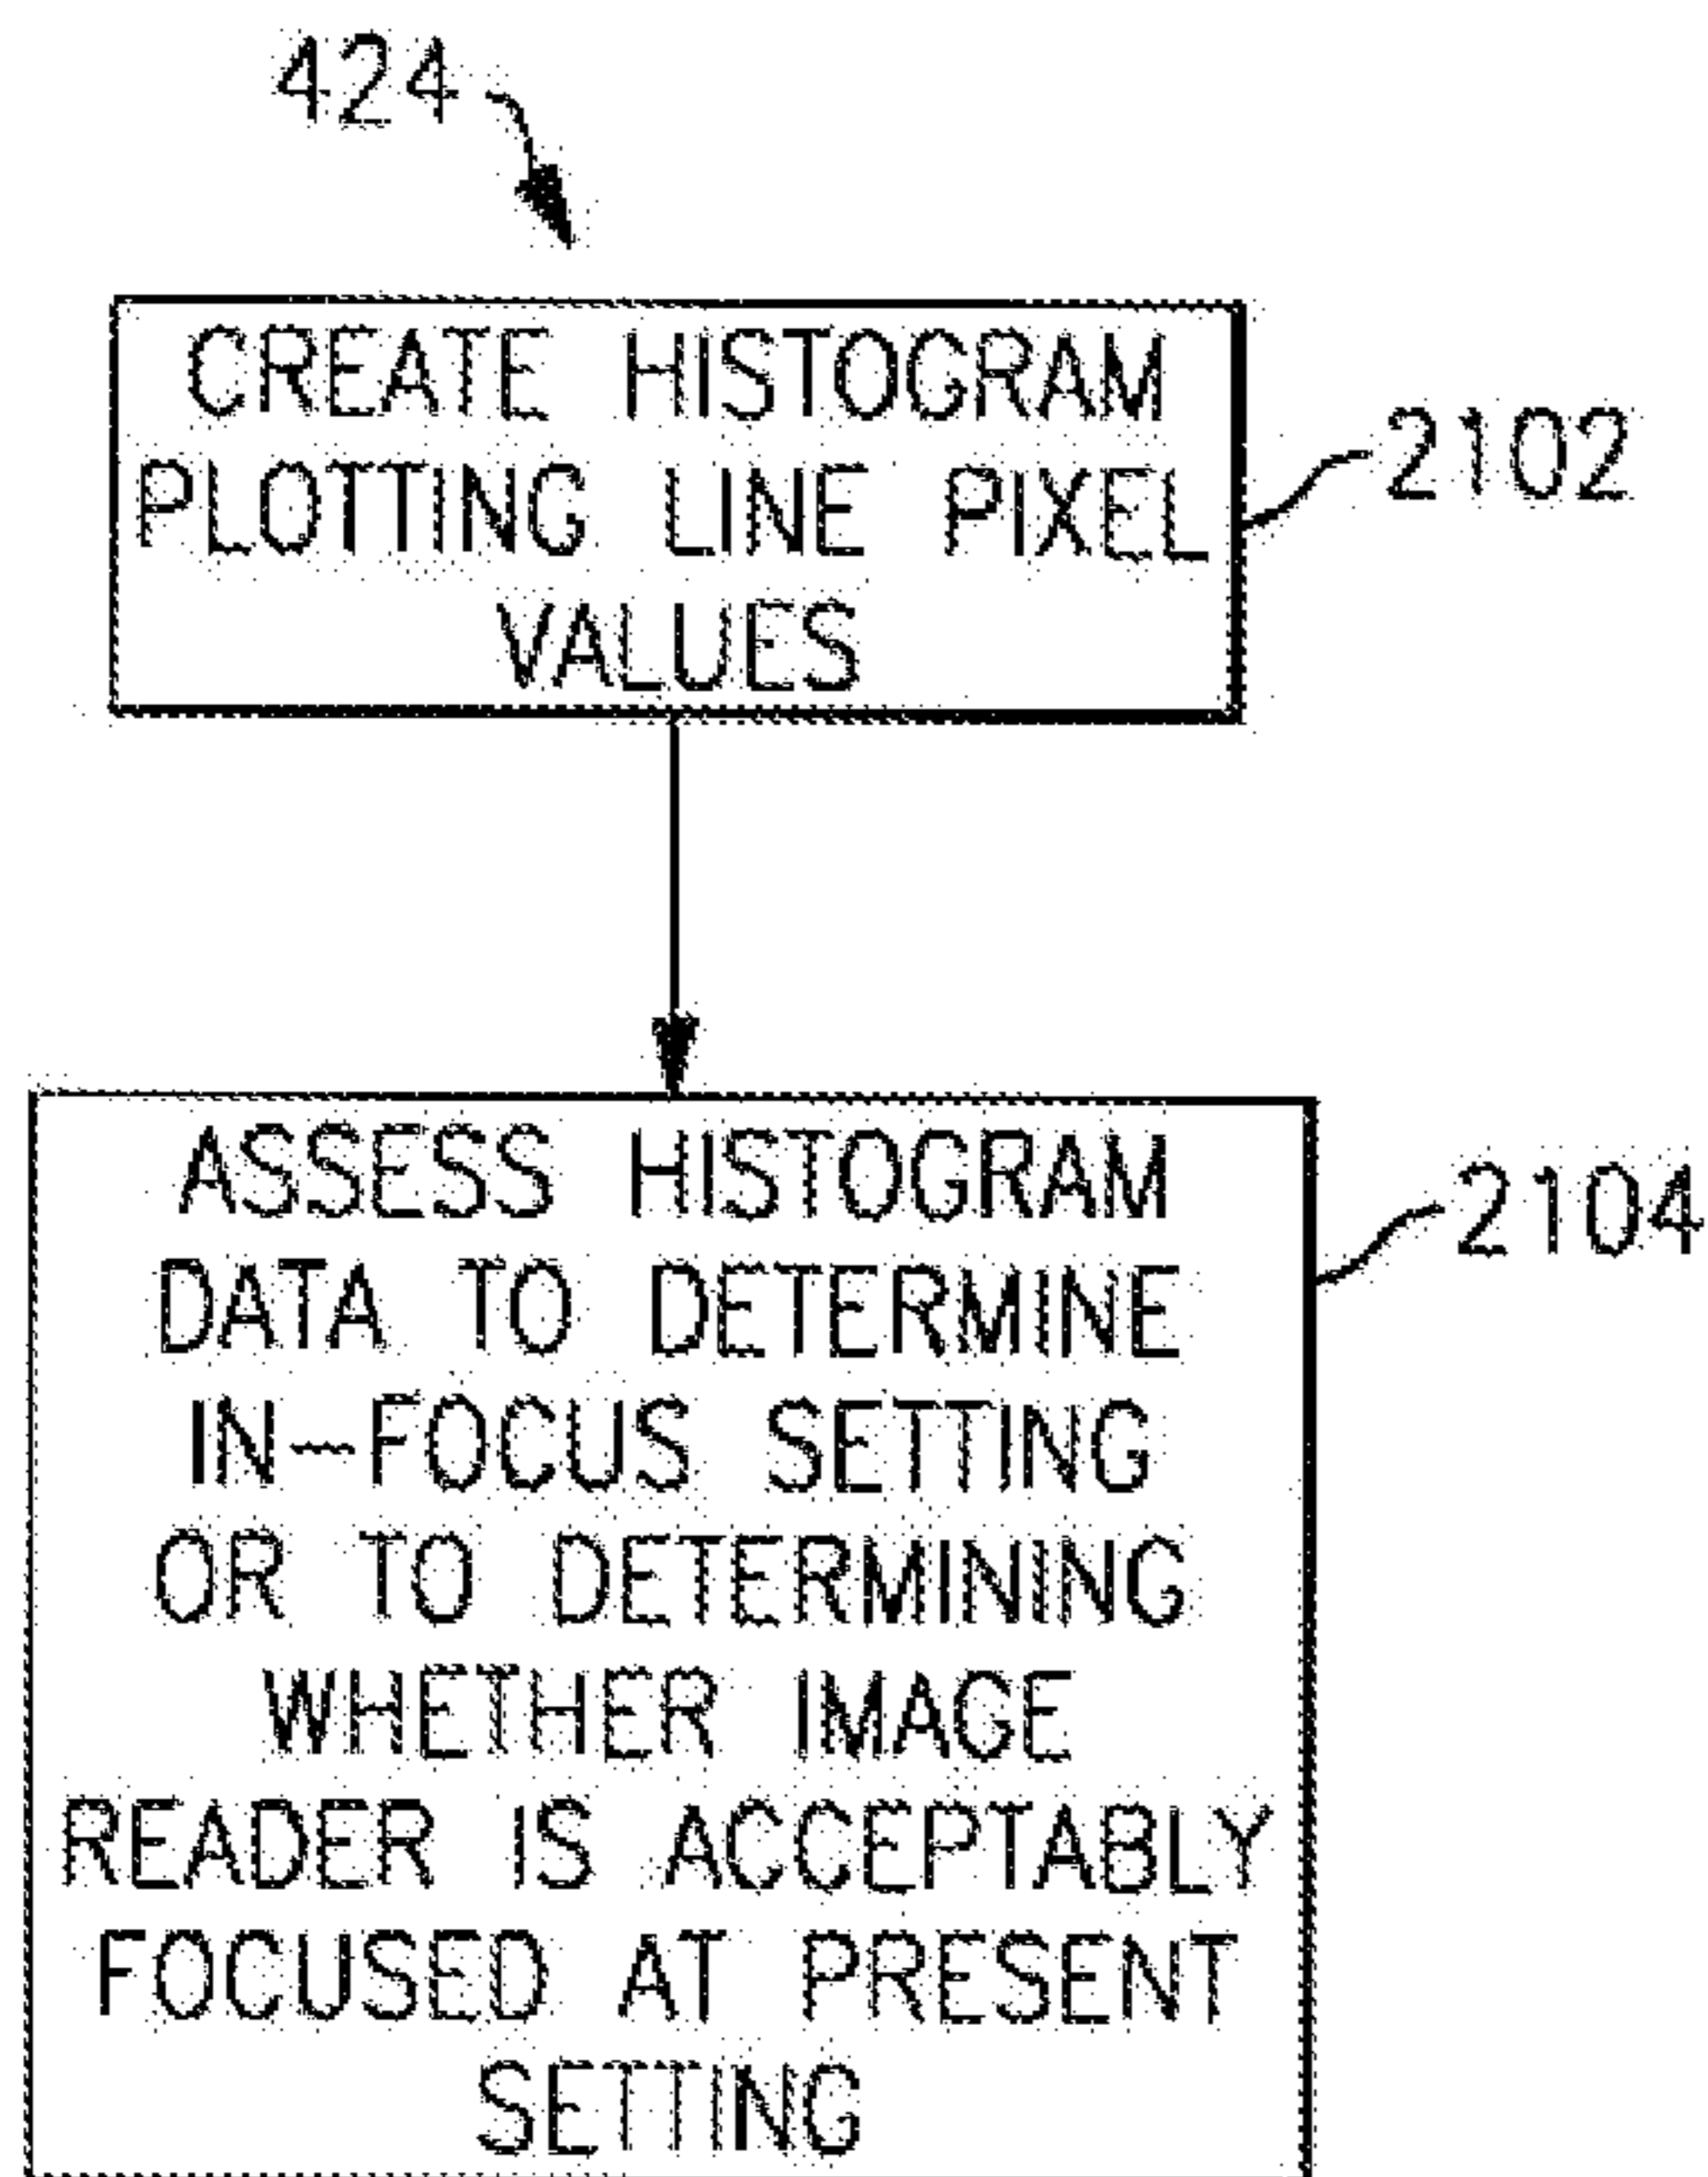 424
CREATE HISTOGRAM
PLOTTING LINE PIXEL
VALUES
2102
ASSESS HISTOGRAM
DATA TO DETERMINE
IN-FOCUS SETTING
OR TO DETERMINING
WHETHER IMAGE
READER IS ACCEPTABLY
FOCUSED AT PRESENT
SETTING
2104